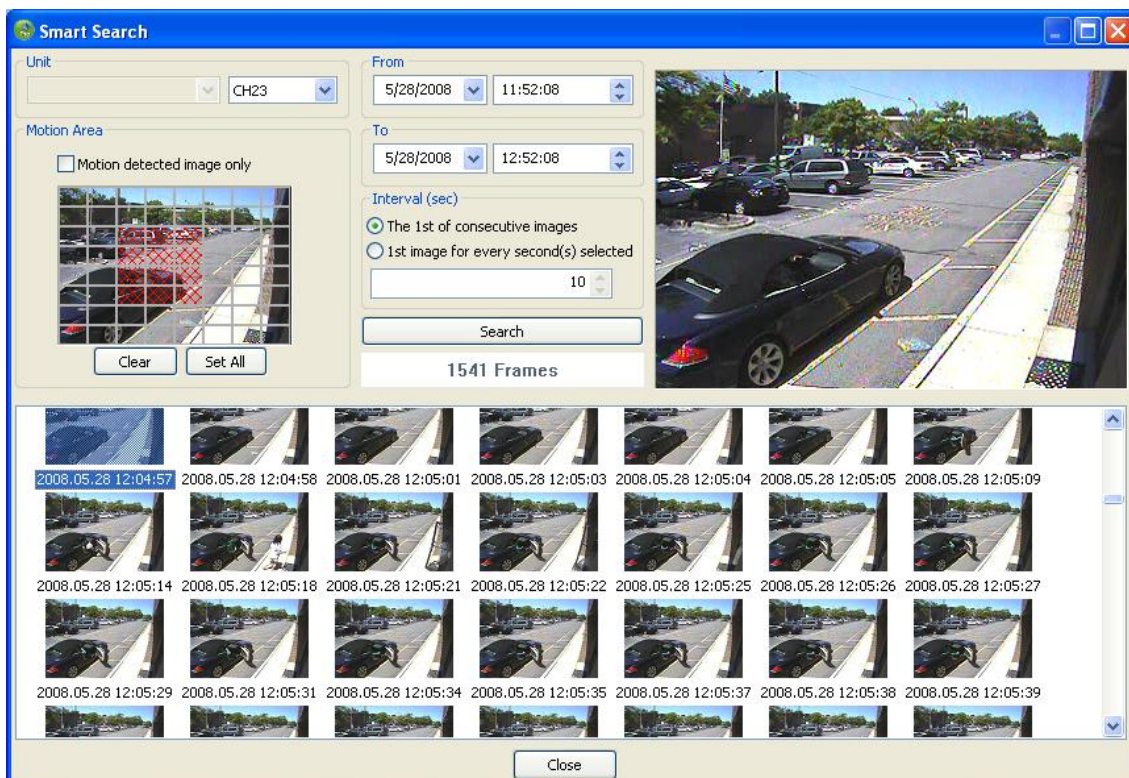 Smart Search
Unit
CH23
Motion Area
Motion detected image only
Clear
Set All
From
5/28/2008
11:52:08
To
5/28/2008
12:52:08
Interval (sec)
The 1st of consecutive images
1st image for every second(s) selected
10
Search
1541 Frames
2008.05.28 12:04:57 2008.05.28 12:04:58 2008.05.28 12:05:01 2008.05.28 12:05:03 2008.05.28 12:05:04 2008.05.28 12:05:05 2008.05.28 12:05:09
2008.05.28 12:05:14 2008.05.28 12:05:18 2008.05.28 12:05:21 2008.05.28 12:05:22 2008.05.28 12:05:25 2008.05.28 12:05:26 2008.05.28 12:05:27
2008.05.28 12:05:29 2008.05.28 12:05:31 2008.05.28 12:05:34 2008.05.28 12:05:35 2008.05.28 12:05:37 2008.05.28 12:05:38 2008.05.28 12:05:39
Close